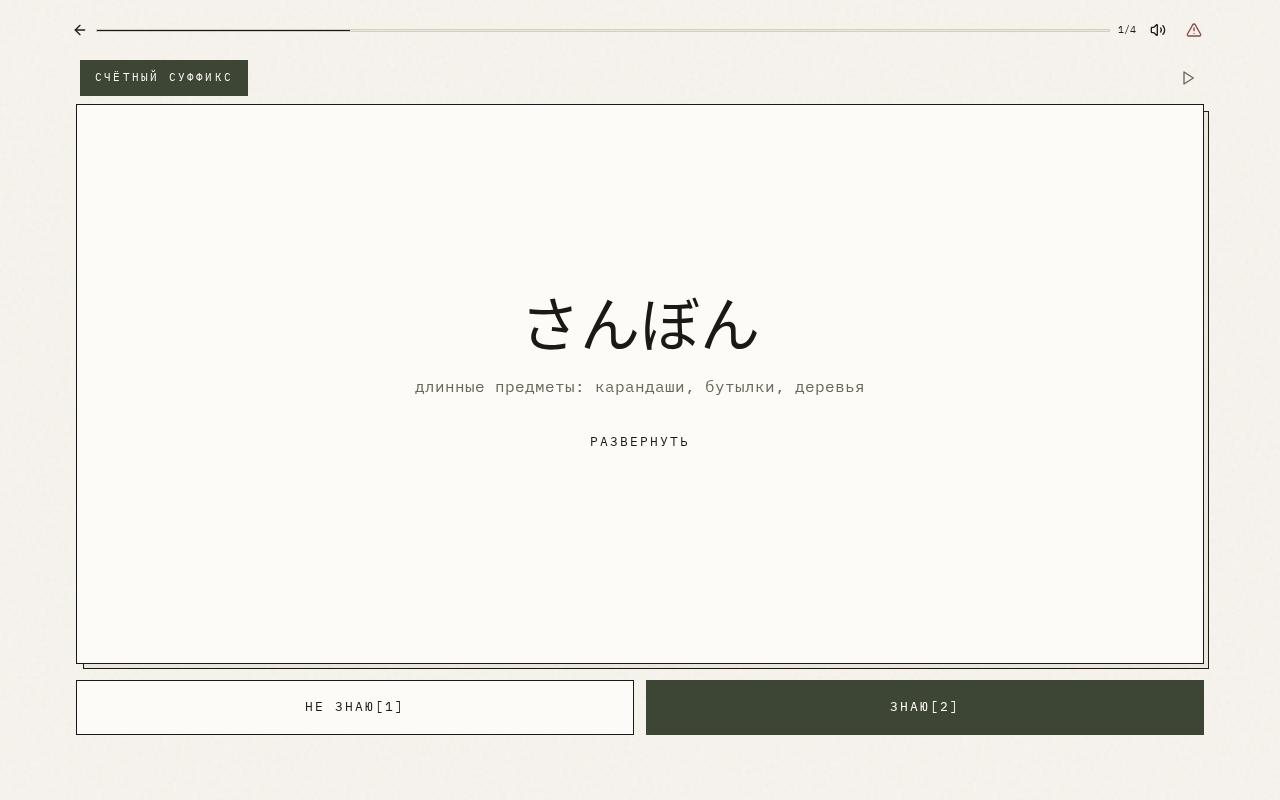 1/4
СЧЁТНЫЙ СУФФИКС
さんぼん
длинные предметы: карандаши, бутылки, деревья
РАЗВЕРНУТЬ
НЕ ЗНАЮ[1]
ЗНАЮ[2]